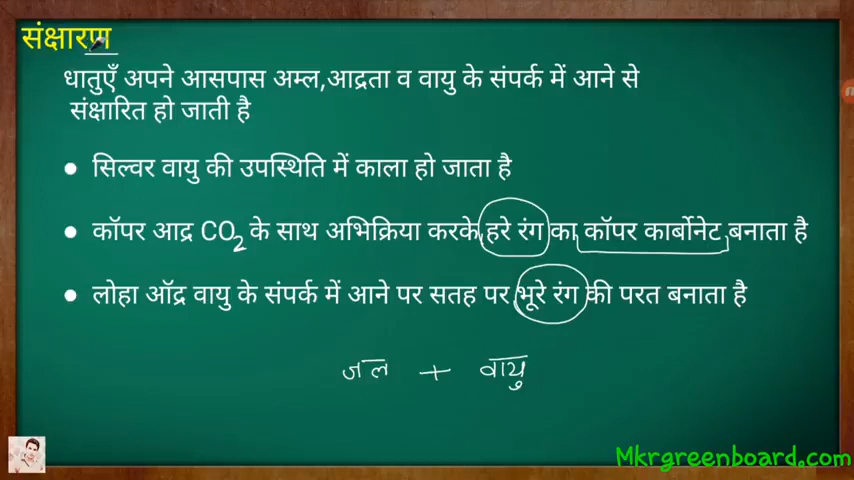 संक्षारण
धातुएँ अपने आसपास अम्ल,आद्रता व वायु के संपर्क में आने से
संक्षारित हो जाती है
• सिल्वर वायु की उपस्थिति में काला हो जाता है
• कॉपर आद्र CO2 के साथ अभिक्रिया करके,हरे रंग का कॉपर कार्बोनेट बनाता है
• लोहा ऑद्र वायु के संपर्क में आने पर सतह पर,भूरे रंग की परत बनाता है
जल + वायु
Mkrgreenboard.com